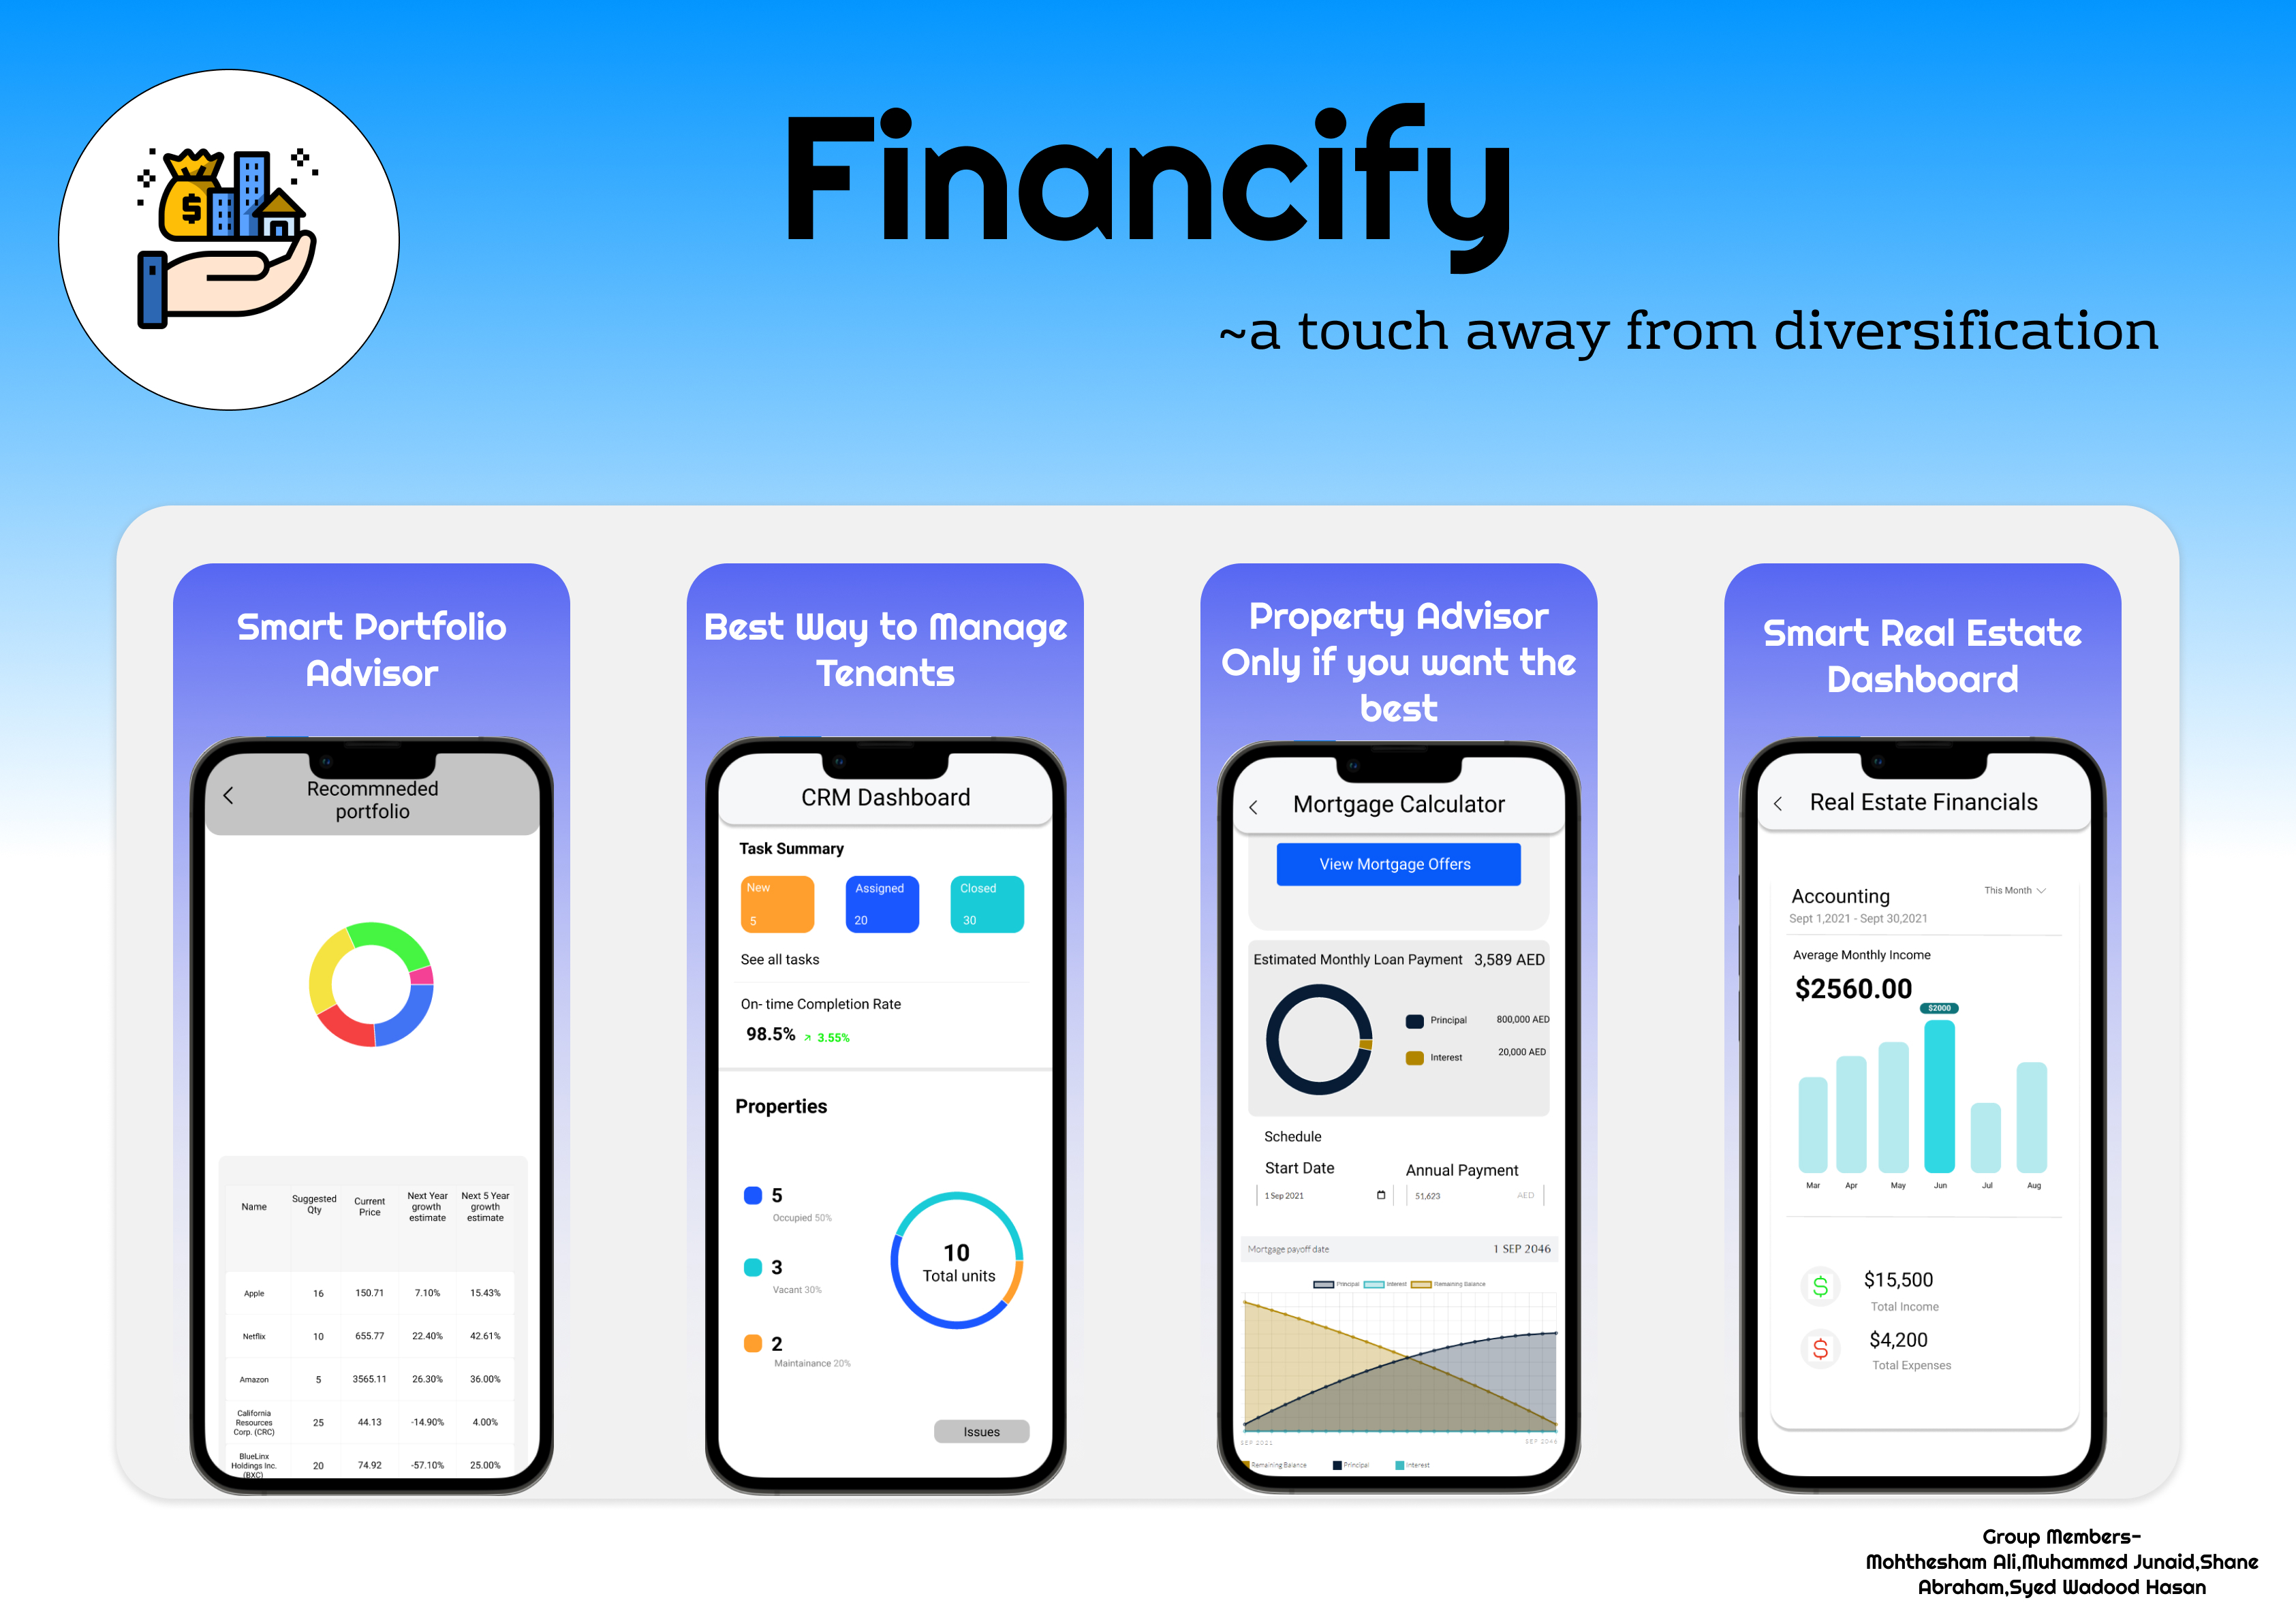 Financify
~a touch away from diversification
Smart Portfolio
Advisor
Recommneded
portfolio
Name
Suggested
Qty
Current
Price
Next Year
growth
estimate
Next 5 Year
growth
estimate
Apple 16 150.71 7.10% 15.43%
Netflix 10 655.77 22.40% 42.61%
Amazon 5 3565.11 26.30% 36.00%
California
Resources
Corp. (CRC)
25 44.13 -14.90% 4.00%
BlueLinx
Holdings Inc.
(BXC)
20 74.92 -57.10% 25.00%
Best Way to Manage
Tenants
CRM Dashboard
Task Summary
New
5
Assigned
20
Closed
30
See all tasks
On- time Completion Rate
98.5% 3.55%
Properties
5
Occupied 50%
3
Vacant 30%
2
Maintainance 20%
10
Total units
Issues
Property Advisor
Only if you want the
best
Mortgage Calculator
View Mortgage Offers
Estimated Monthly Loan Payment 3,589 AED
Principal 800,000 AED
Interest 20,000 AED
Schedule
Start Date
1 Sep 2021
Annual Payment
51,623 AED
Mortgage payoff date 1 SEP 2046
Principal Interest Remaining Balance
SEP 2021 SEP 2046
Remaining Balance Principal Interest
Smart Real Estate
Dashboard
Real Estate Financials
Accounting
This Month
Sept 1,2021 - Sept 30,2021
Average Monthly Income
$2560.00
$2000
Mar Apr May Jun Jul Aug
$ $15,500
Total Income
$ $4,200
Total Expenses
Group Members-
Mohthesham Ali,Muhammed Junaid,Shane
Abraham,Syed Wadood Hasan